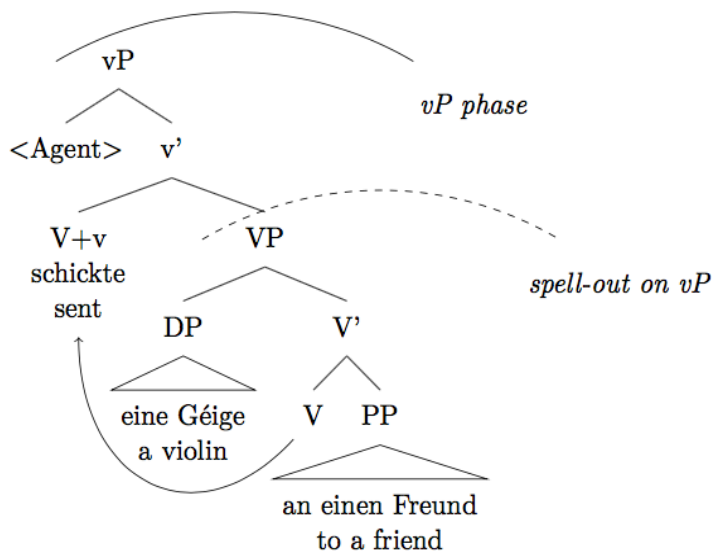 vP
vP phase
<Agent> v'
V+v VP
schickte
sent
spell-out on vP
DP V'
eine Géige V PP
a violin
an einen Freund
to a friend